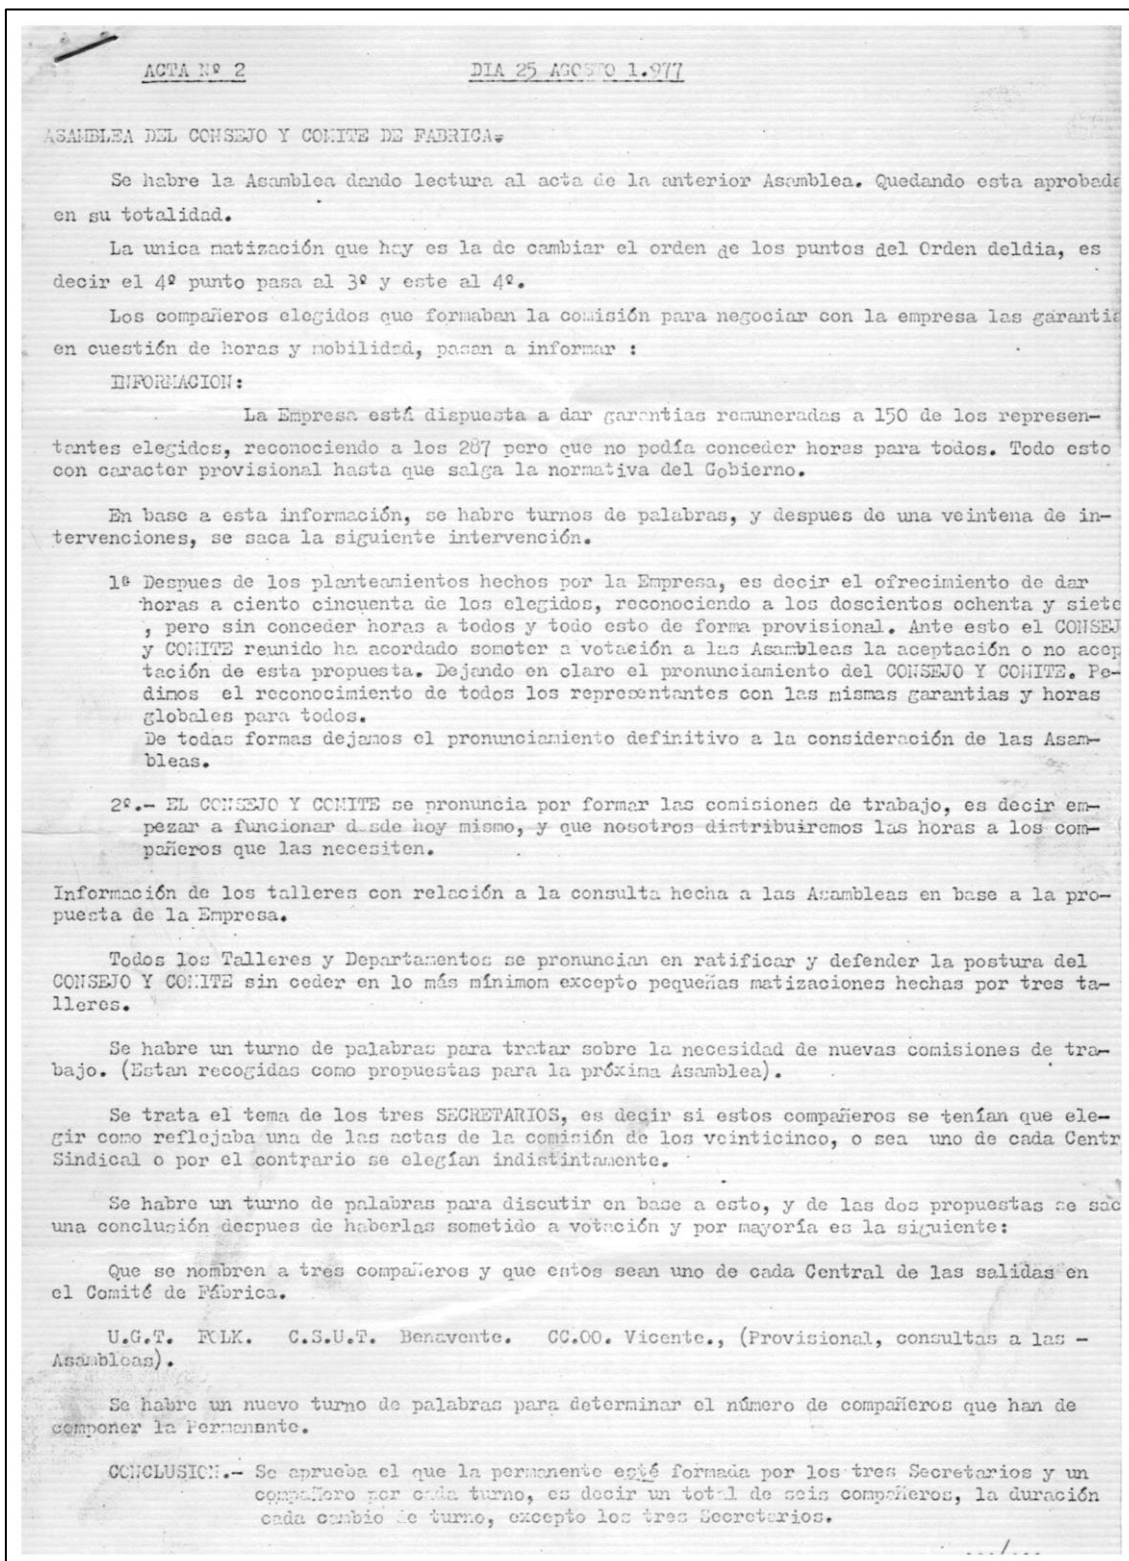 ACTA Nº 2 DIA 25 AGOSTO 1.977
ASAMBLEA DEL CONSEJO Y COMITE DE FABRICA.
Se habre la Asamblea dando lectura al acta de la anterior Asamblea. Quedando esta aprobada
en su totalidad.
La unica matización que hay es la de cambiar el orden de los puntos del Orden deldia, es
decir el 4º punto pasa al 3º y este al 4º.
Los compañeros elegidos que formaban la comisión para negociar con la empresa las garantia
en cuestión de horas y mobilidad, pasan a informar :
INFORMACION:
La Empresa está dispuesta a dar garantias remuneradas a 150 de los represen-
tantes elegidos, reconociendo a los 287 pero que no podía conceder horas para todos. Todo esto
con caracter provisional hasta que salga la normativa del Gobierno.
En base a esta información, se habre turnos de palabras, y despues de una veintena de in-
tervenciones, se saca la siguiente intervención.
1º Despues de los planteamientos hechos por la Empresa, es decir el ofrecimiento de dar
horas a ciento cincuenta de los elegidos, reconociendo a los doscientos ochenta y siete
, pero sin conceder horas a todos y todo esto de forma provisional. Ante esto el CONSEJ
y COMITE reunido ha acordado someter a votación a las Asambleas la aceptación o no acep
tación de esta propuesta. Dejando en claro el pronunciamiento del CONSEJO Y COMITE. Pe-
dimos el reconocimiento de todos los representantes con las mismas garantias y horas
globales para todos.
De todas formas dejamos el pronunciamiento definitivo a la consideración de las Asam-
bleas.
2º.- EL CONSEJO Y COMITE se pronuncia por formar las comisiones de trabajo, es decir em-
pezar a funcionar desde hoy mismo, y que nosotros distribuiremos las horas a los com-
pañeros que las necesiten.
Información de los talleres con relación a la consulta hecha a las Asambleas en base a la pro-
puesta de la Empresa.
Todos los Talleres y Departamentos se pronuncian en ratificar y defender la postura del
CONSEJO Y COMITE sin ceder en lo más mínimom excepto pequeñas matizaciones hechas por tres ta-
lleres.
Se habre un turno de palabras para tratar sobre la necesidad de nuevas comisiones de tra-
bajo. (Estan recogidas como propuestas para la próxima Asamblea).
Se trata el tema de los tres SECRETARIOS, es decir si estos compañeros se tenían que ele-
gir como reflejaba una de las actas de la comisión de los veinticinco, o sea uno de cada Centr
Sindical o por el contrario se elegían indistintamente.
Se habre un turno de palabras para discutir en base a esto, y de las dos propuestas se sac
una conclusión despues de haberlas sometido a votación y por mayoría es la siguiente:
Que se nombren a tres compañeros y que estos sean uno de cada Central de las salidas en
el Comité de Fábrica.
U.G.T. FOLK. C.S.U.T. Benavente. CC.OO. Vicente., (Provisional, consultas a las -
Asambleas).
Se habre un nuevo turno de palabras para determinar el número de compañeros que han de
componer la Permanante.
CONCLUSION.- Se aprueba el que la permanente esté formada por los tres Secretarios y un
compañero por cada turno, es decir un total de seis compañeros, la duración
cada cambio de turno, excepto los tres Secretarios.
.../...